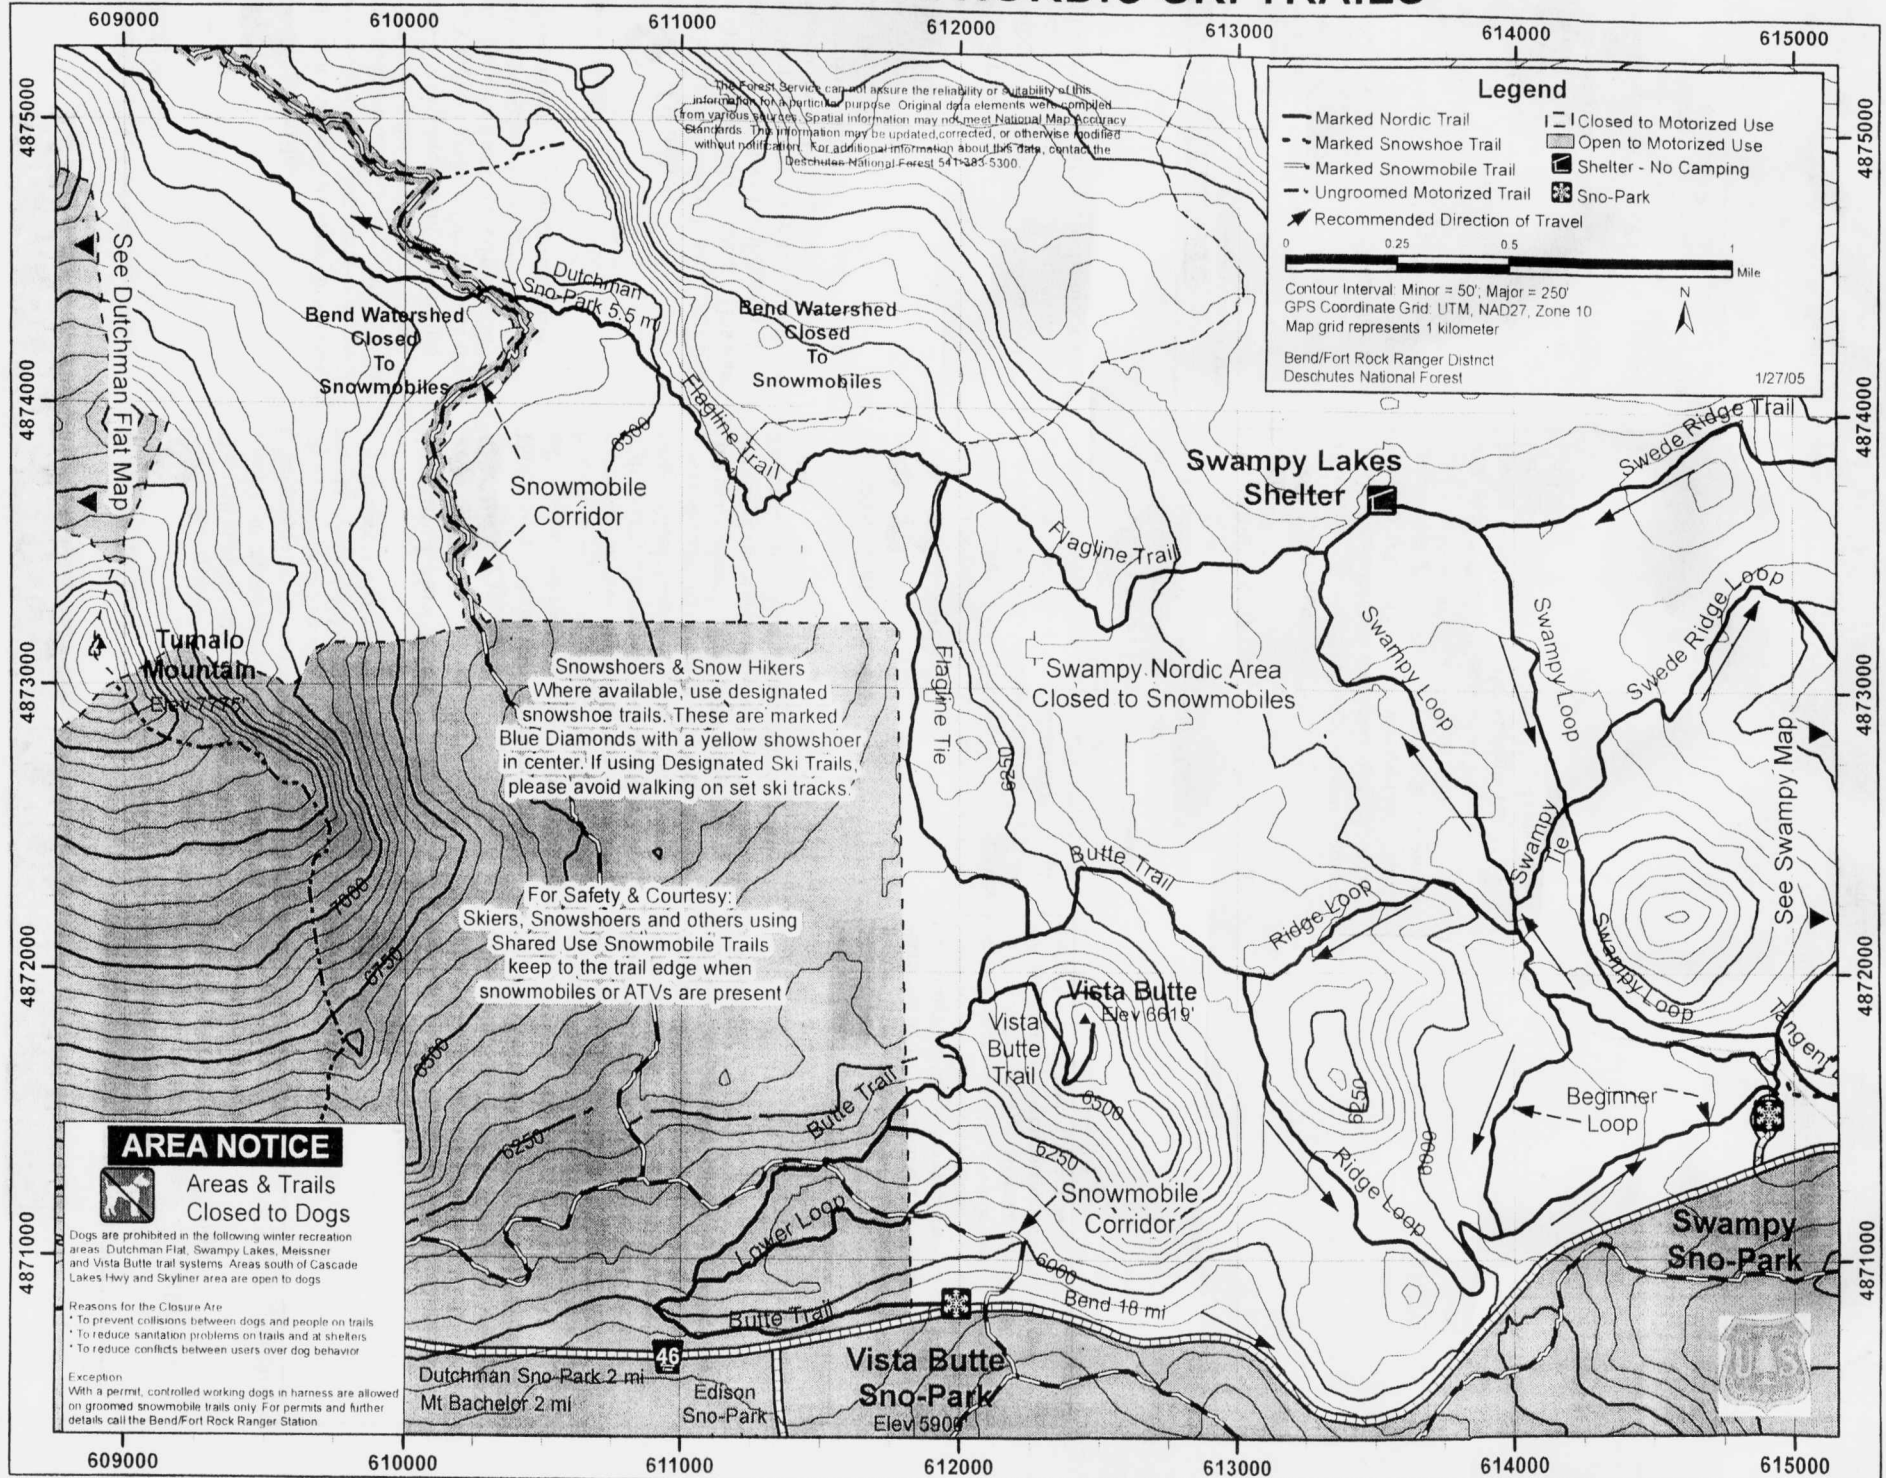 609000
610000
611000
612000
613000
614000
615000
4875000
4874000
4873000
4872000
4871000
The Forest Service can not assure the reliability or suitability of this
information for a particular purpose. Original data elements were compiled
from various sources. Spatial information may not meet National Map Accuracy
Standards. This information may be updated, corrected, or otherwise modified
without notification. For additional information about this data, contact the
Deschutes National Forest 541-383-5300.
Legend
Marked Nordic Trail
Marked Snowshoe Trail
Marked Snowmobile Trail
Ungroomed Motorized Trail
Recommended Direction of Travel
Closed to Motorized Use
Open to Motorized Use
Shelter - No Camping
Sno-Park
0 0.25 0.5 1
Mile
Contour Interval: Minor = 50'; Major = 250'
GPS Coordinate Grid: UTM, NAD27, Zone 10
Map grid represents 1 kilometer
N
Bend/Fort Rock Ranger District
Deschutes National Forest
1/27/05
See Dutchman Flat Map
Dutchman
Sno-Park 5.5 m
Bend Watershed
Closed
To
Snowmobiles
Bend Watershed
Closed
To
Snowmobiles
Flagline Trail
6500
Snowmobile
Corridor
Swampy Lakes
Shelter
Swede Ridge Trail
Flagline Trail
Swede Ridge Loop
Swampy Loop
Swampy Loop
Tumalo
Mountain
Elev 7775'
Snowshoers & Snow Hikers
Where available, use designated
snowshoe trails. These are marked
Blue Diamonds with a yellow showshoer
in center. If using Designated Ski Trails,
please avoid walking on set ski tracks.
Flagline Tie
6250
Swampy Nordic Area
Closed to Snowmobiles
See Swampy Map
Swampy
Tie
Butte Trail
Ridge Loop
Swampy Loop
7000
6750
6500
For Safety & Courtesy:
Skiers, Snowshoers and others using
Shared Use Snowmobile Trails
keep to the trail edge when
snowmobiles or ATVs are present
Vista Butte
Elev 6619'
Vista
Butte
Trail
6500
6250
Tangent
Butte Trail
Beginner
Loop
6250
6250
6000
Ridge Loop
Snowmobile
Corridor
Lower Loop
6000
Swampy
Sno-Park
Butte Trail
Bend 18 mi
46
Vista Butte
Sno-Park
Elev 5900'
Dutchman Sno-Park 2 mi
Mt Bachelor 2 mi
Edison
Sno-Park
AREA NOTICE
Areas & Trails
Closed to Dogs
Dogs are prohibited in the following winter recreation
areas. Dutchman Flat, Swampy Lakes, Meissner
and Vista Butte trail systems. Areas south of Cascade
Lakes Hwy and Skyliner area are open to dogs
Reasons for the Closure Are
* To prevent collisions between dogs and people on trails
* To reduce sanitation problems on trails and at shelters
* To reduce conflicts between users over dog behavior
Exception
With a permit, controlled working dogs in harness are allowed
on groomed snowmobile trails only. For permits and further
details call the Bend/Fort Rock Ranger Station
U S
4875000
4874000
4873000
4872000
4871000
609000
610000
611000
612000
613000
614000
615000